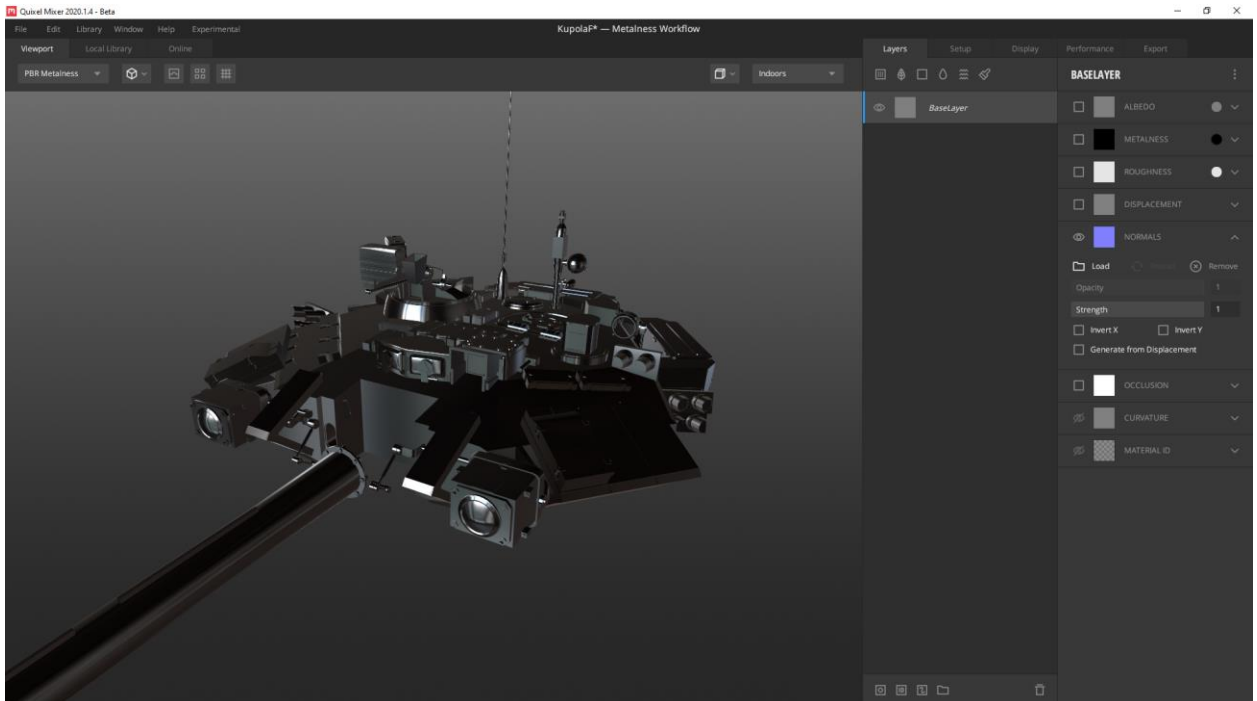 Quixel Mixer 2020.1.4 - Beta
File Edit Library Window Help Experimental
KupolaF* — Metalness Workflow
Viewport Local Library Online
Layers Setup Display Performance Export
PBR Metalness
Indoors
BASELAYER
BaseLayer
ALBEDO
METALNESS
ROUGHNESS
DISPLACEMENT
NORMALS
Load Remove
Opacity 1
Strength 1
Invert X Invert Y
Generate from Displacement
OCCLUSION
CURVATURE
MATERIAL ID